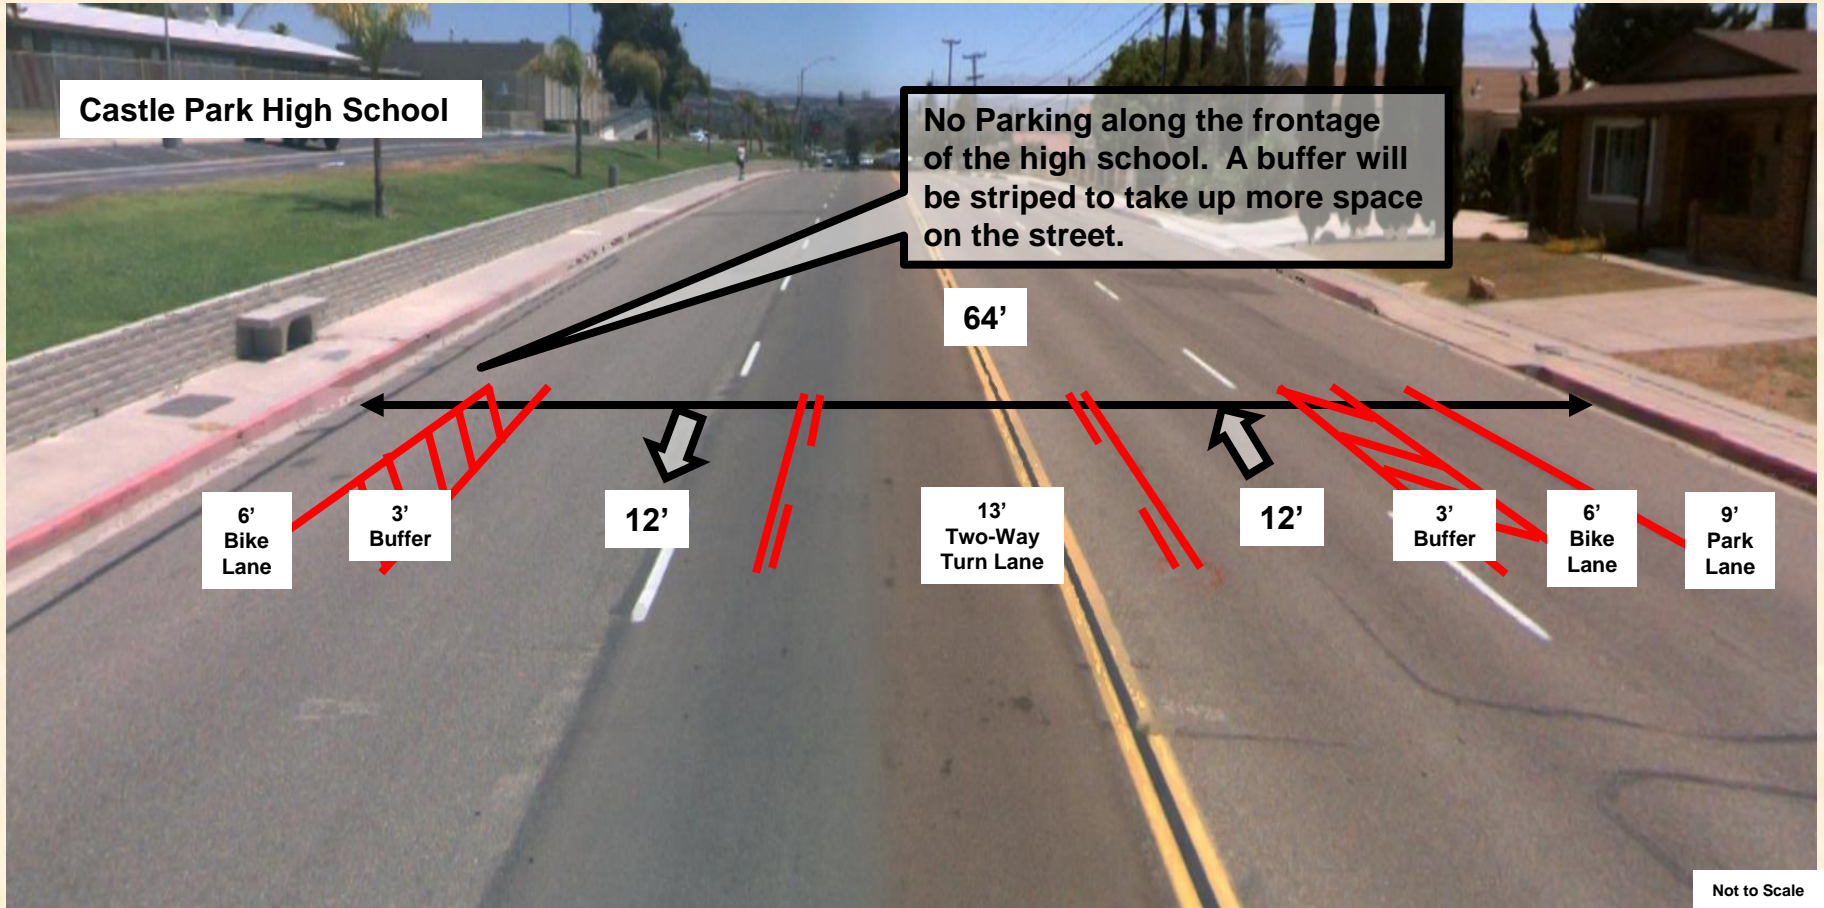 Castle Park High School
No Parking along the frontage
of the high school.  A buffer will
be striped to take up more space
on the street.
64’
6’
Bike
Lane
3’
Buffer
12’
13’
Two-Way
Turn Lane
12’
3’
Buffer
6’
Bike
Lane
9’
Park
Lane
Not to Scale